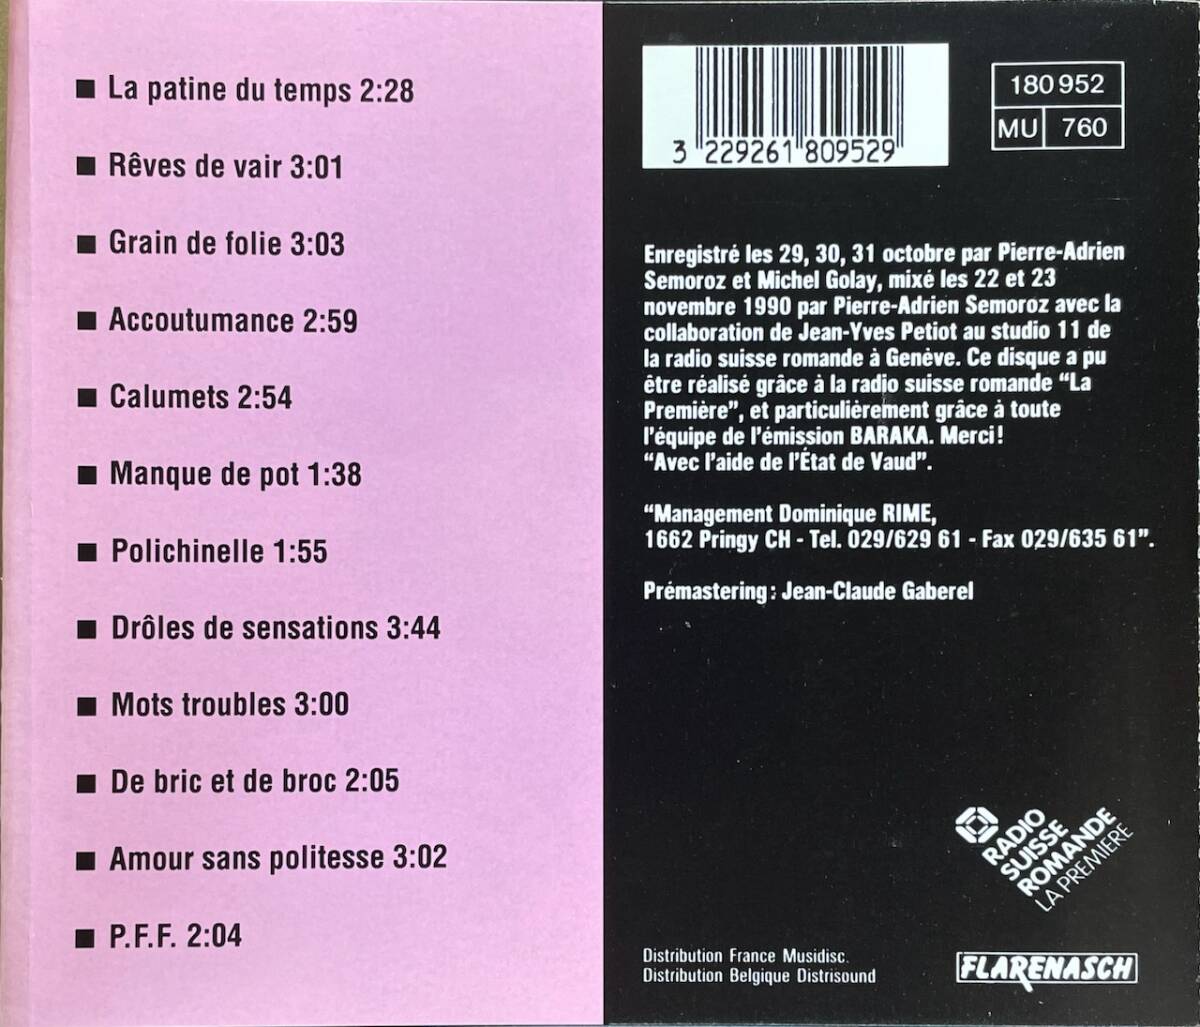 ■ La patine du temps 2:28
■ Rêves de vair 3:01
■ Grain de folie 3:03
■ Accoutumance 2:59
■ Calumets 2:54
■ Manque de pot 1:38
■ Polichinelle 1:55
■ Drôles de sensations 3:44
■ Mots troubles 3:00
■ De bric et de broc 2:05
■ Amour sans politesse 3:02
■ P.F.F. 2:04
3 229261 809529
180 952
MU 760
Enregistré les 29, 30, 31 octobre par Pierre-Adrien
Semoroz et Michel Golay, mixé les 22 et 23
novembre 1990 par Pierre-Adrien Semoroz avec la
collaboration de Jean-Yves Petiot au studio 11 de
la radio suisse romande à Genève. Ce disque a pu
être réalisé grâce à la radio suisse romande “La
Première”, et particulièrement grâce à toute
l'équipe de l'émission BARAKA. Merci!
“Avec l'aide de l'État de Vaud”.
“Management Dominique RIME,
1662 Pringy CH - Tel. 029/629 61 - Fax 029/635 61”.
Prémastering: Jean-Claude Gaberel
RADIO
SUISSE
ROMANDE
LA PREMIERE
Distribution France Musidisc.
Distribution Belgique Distrisound
FLARENASCH